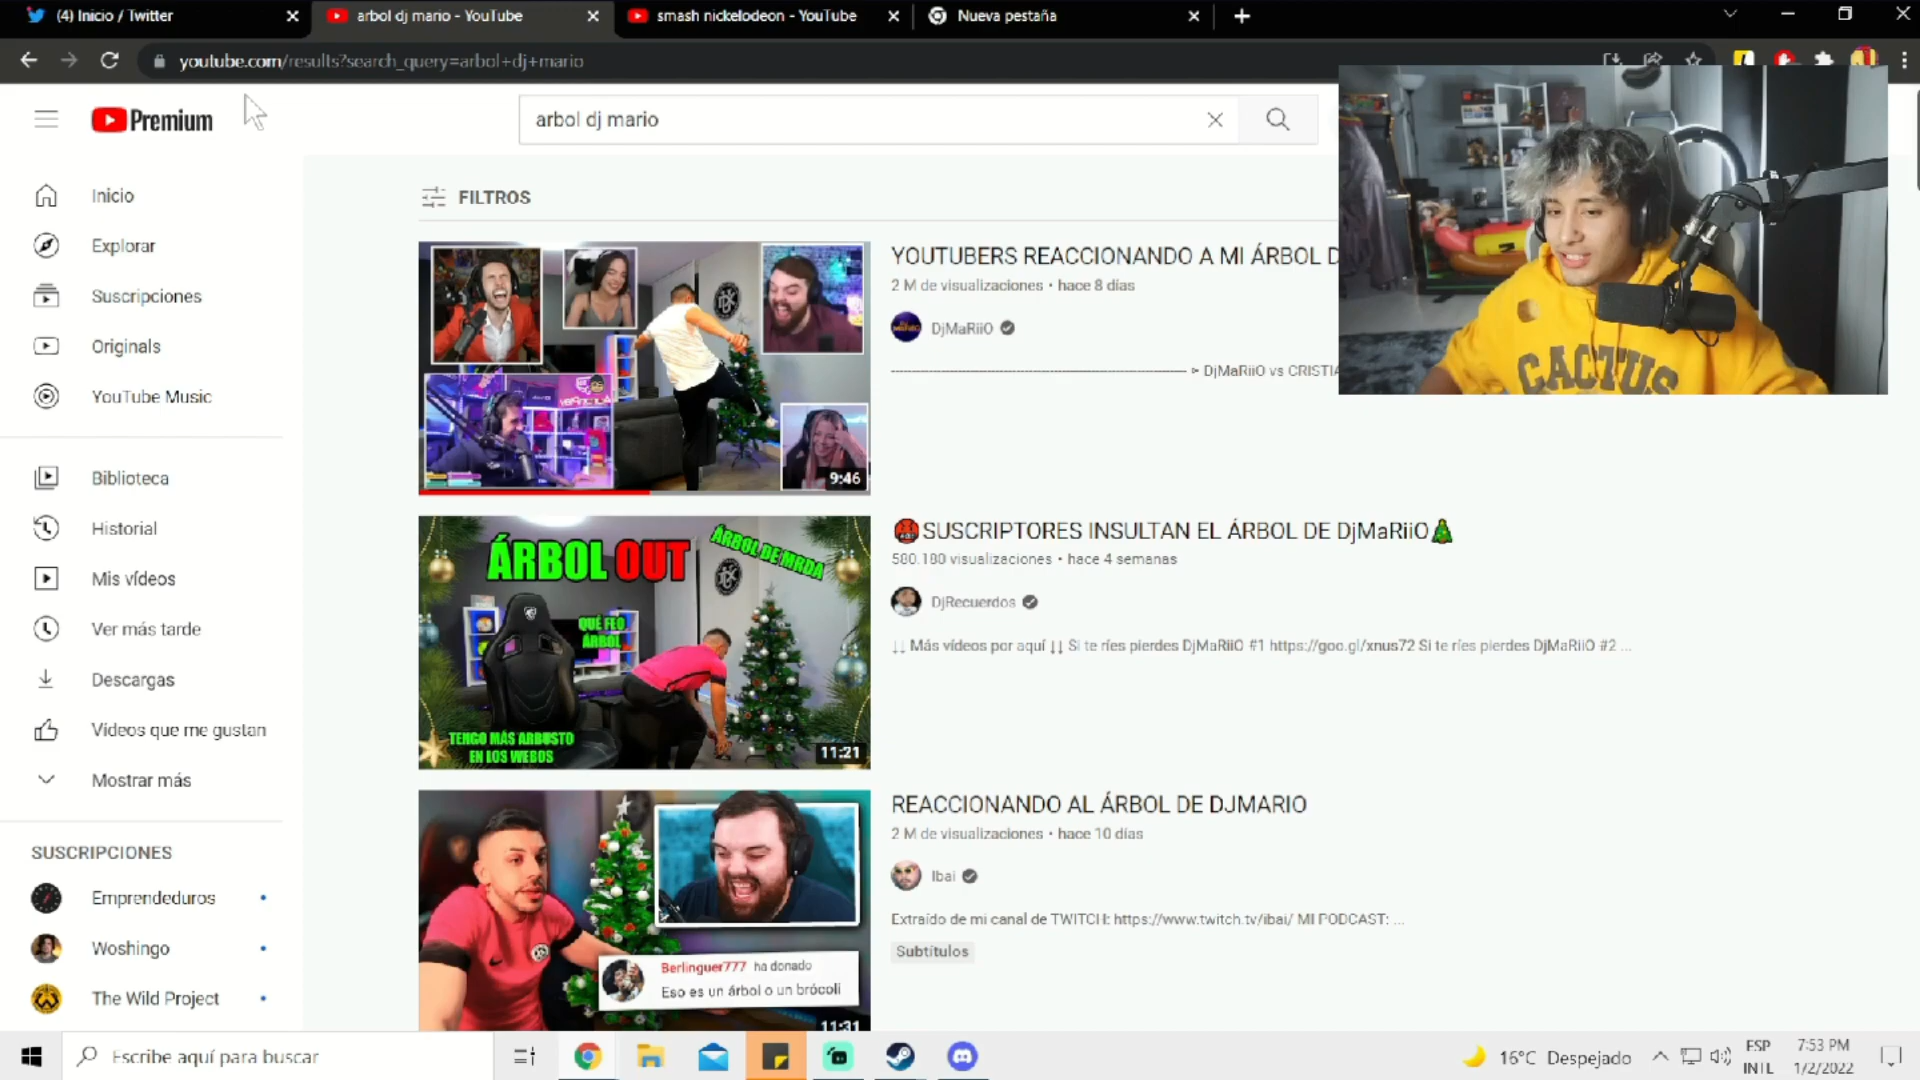 (4) Inicio / Twitter
arbol dj mario - YouTube
smash nickelodeon - YouTube
Nueva pestaña
youtube.com/results?search_query=arbol+dj+mario
Premium
arbol dj mario
Inicio
Explorar
Suscripciones
Originals
YouTube Music
Biblioteca
Historial
Mis vídeos
Ver más tarde
Descargas
Vídeos que me gustan
Mostrar más
SUSCRIPCIONES
Emprendeduros
Woshingo
The Wild Project
FILTROS
9:46
YOUTUBERS REACCIONANDO A MI ÁRBOL D
2 M de visualizaciones • hace 8 días
DjMaRiiO
DjMaRiiO vs CRISTIA
CACTUS
ÁRBOL OUT
ÁRBOL DE MRDA
QUÉ FEO
ÁRBOL
TENGO MÁS ARBUSTO
EN LOS WEBOS
11:21
SUSCRIPTORES INSULTAN EL ÁRBOL DE DjMaRiiO
580.180 visualizaciones • hace 4 semanas
DjRecuerdos
↓↓ Más vídeos por aquí ↓↓ Si te ríes pierdes DjMaRiiO #1 https://goo.gl/xnus72 Si te ríes pierdes DjMaRiiO #2 ...
Berlinguer777 ha donado
Eso es un árbol o un brócoli
11:31
REACCIONANDO AL ÁRBOL DE DJMARIO
2 M de visualizaciones • hace 10 días
Ibai
Extraído de mi canal de TWITCH: https://www.twitch.tv/ibai/ MI PODCAST: ...
Subtítulos
Escribe aquí para buscar
16°C Despejado
ESP
INTL
7:53 PM
1/2/2022